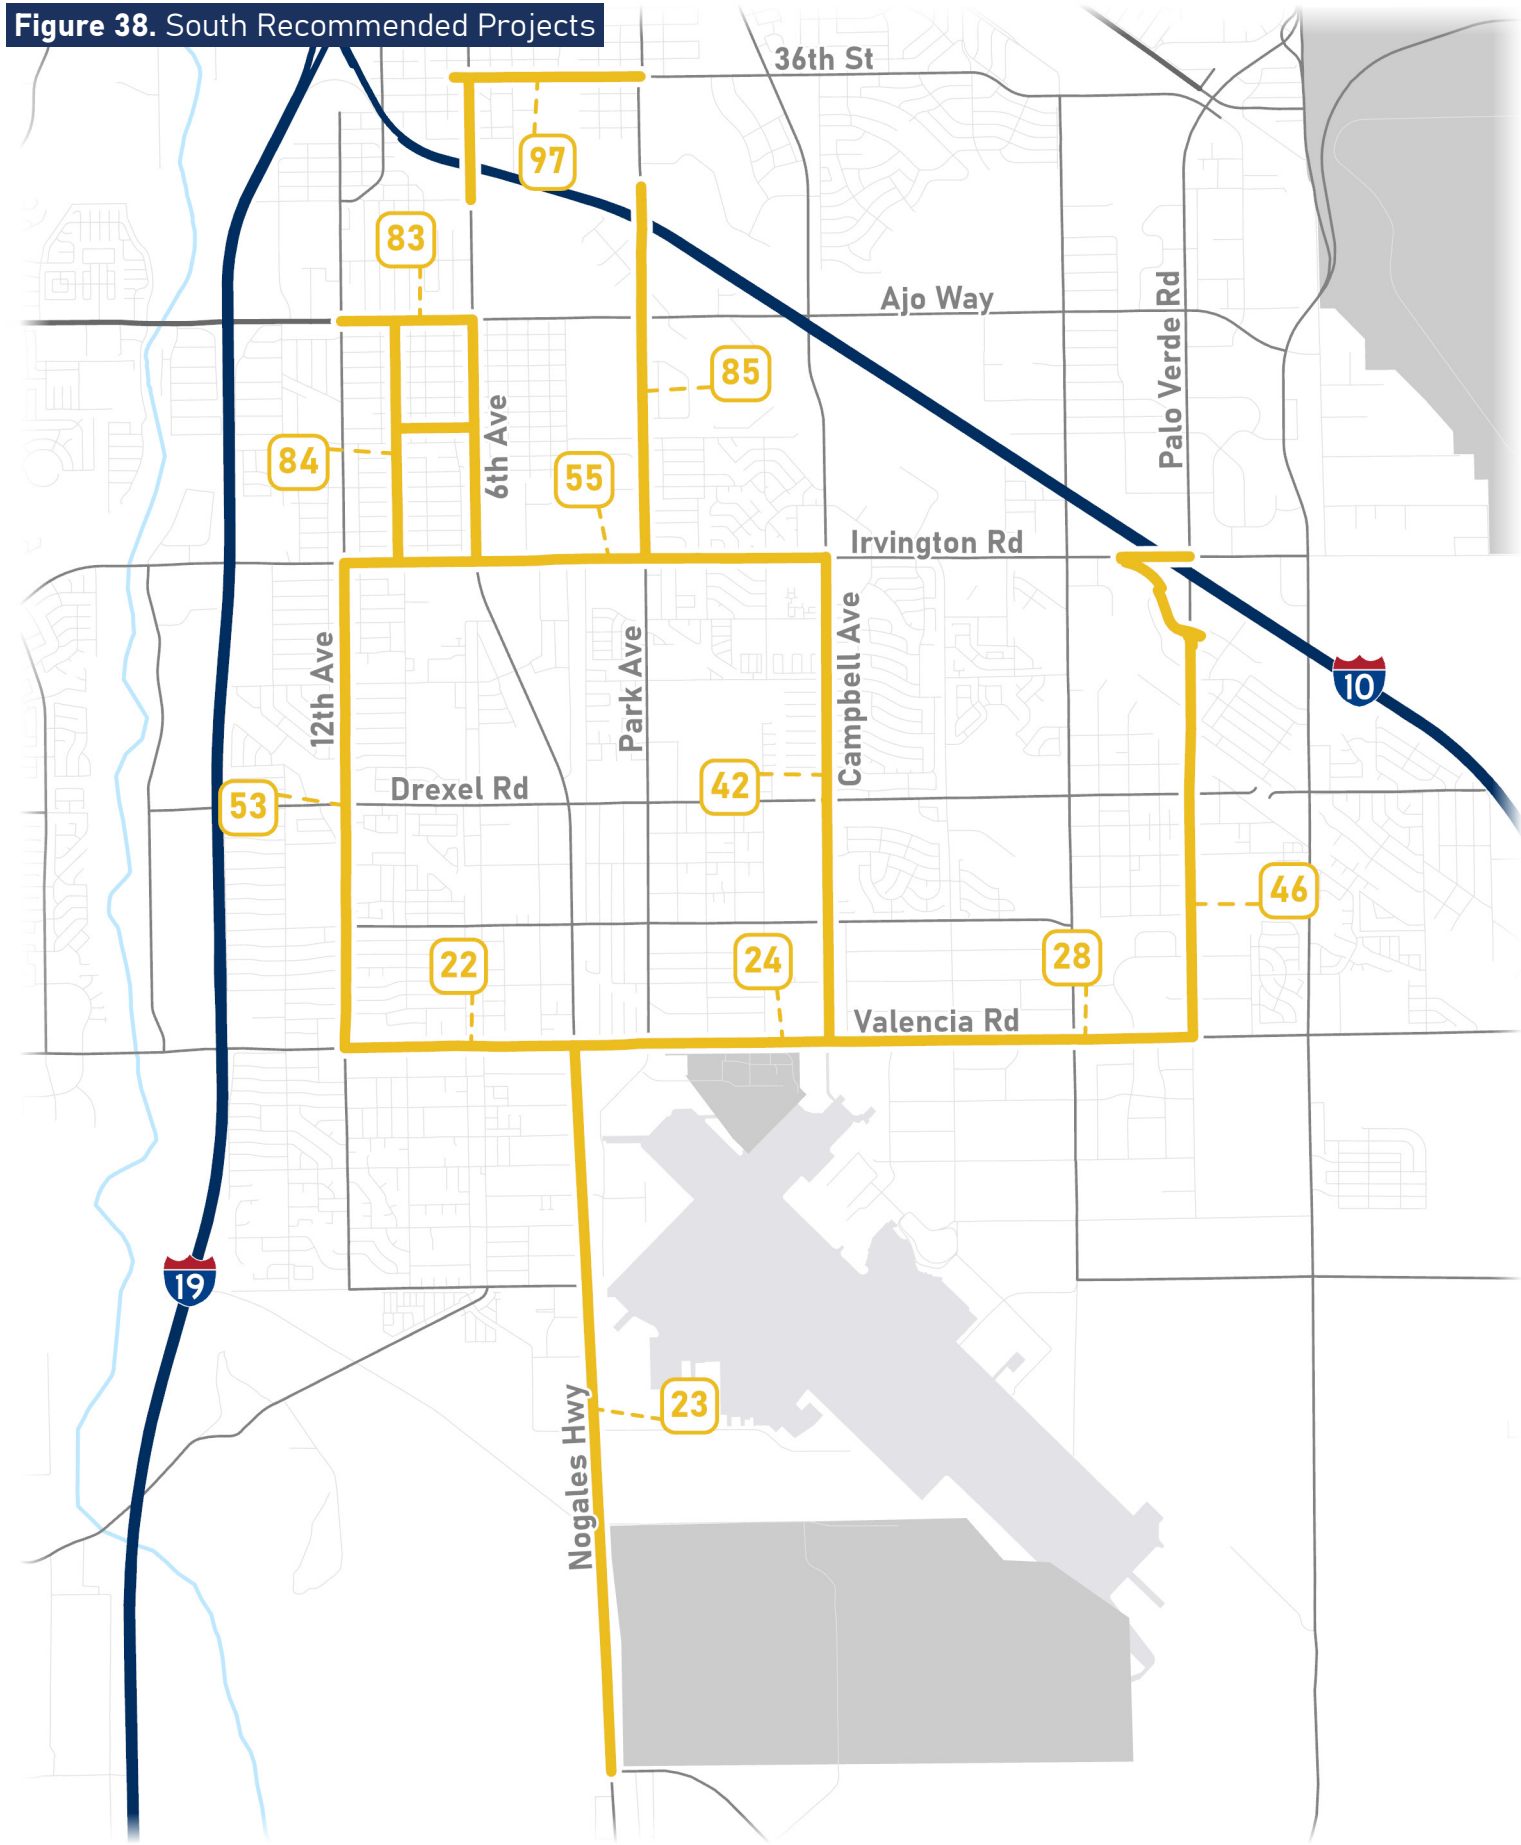 Figure 38. South Recommended Projects
36th St
97
83
Ajo Way
Palo Verde Rd
85
6th Ave
84
55
Irvington Rd
12th Ave
Park Ave
Campbell Ave
10
Drexel Rd
42
53
46
22
24
28
Valencia Rd
19
23
Nogales Hwy